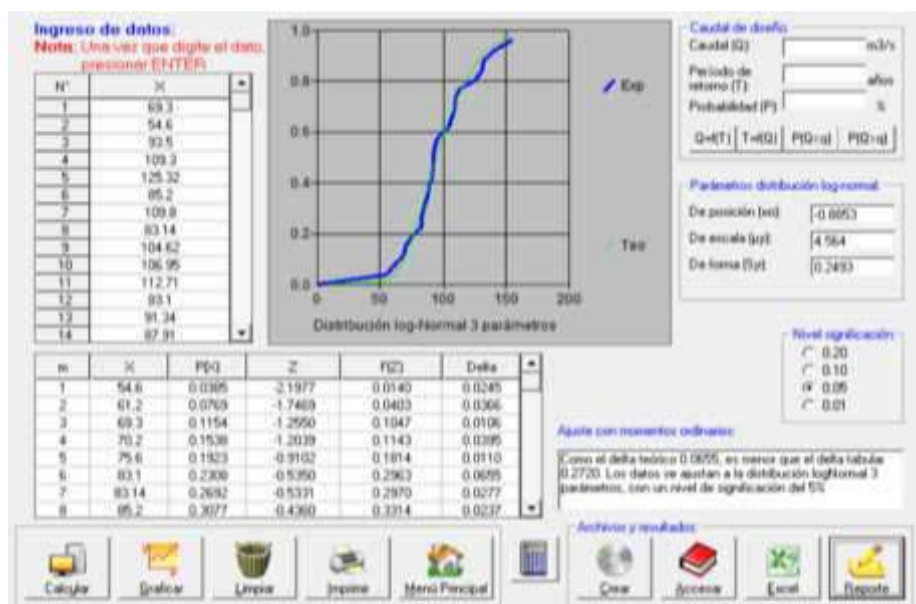 Ingreso de datos:
Nota: Una vez que digite el dato,
presionar ENTER
N° X
1 69.3
2 54.6
3 93.5
4 109.3
5 125.32
6 85.2
7 109.8
8 83.14
9 104.62
10 106.95
11 112.71
12 83.1
13 91.34
14 87.91
1.0
0.8
0.6
0.4
0.2
0.0
0 50 100 150 200
Exp
Teo
Distribución log-Normal 3 parámetros
Caudal de diseño
Caudal (Q): m3/s
Período de
retorno (T): años
Probabilidad (P): %
Q=f(T) T=f(Q) P(Q<q) P(Q>q)
Parámetros distribución log-normal:
De posición (xo): -0.8853
De escala (µy): 4.564
De forma (Sy): 0.2493
Nivel significación:
0.20
0.10
0.05
0.01
m X P(X) Z F(Z) Delta
1 54.6 0.0385 -2.1977 0.0140 0.0245
2 61.2 0.0769 -1.7469 0.0403 0.0366
3 69.3 0.1154 -1.2550 0.1047 0.0106
4 70.2 0.1538 -1.2039 0.1143 0.0395
5 75.6 0.1923 -0.9102 0.1814 0.0110
6 83.1 0.2308 -0.5350 0.2963 0.0655
7 83.14 0.2692 -0.5331 0.2970 0.0277
8 85.2 0.3077 -0.4360 0.3314 0.0237
Ajuste con momentos ordinarios:
Como el delta teórico 0.0655, es menor que el delta tabular
0.2720. Los datos se ajustan a la distribución logNormal 3
parámetros, con un nivel de significación del 5%
Archivos y resultados:
Calcular Graficar Limpiar Imprimir Menú Principal Crear Accesar Excel Reporte